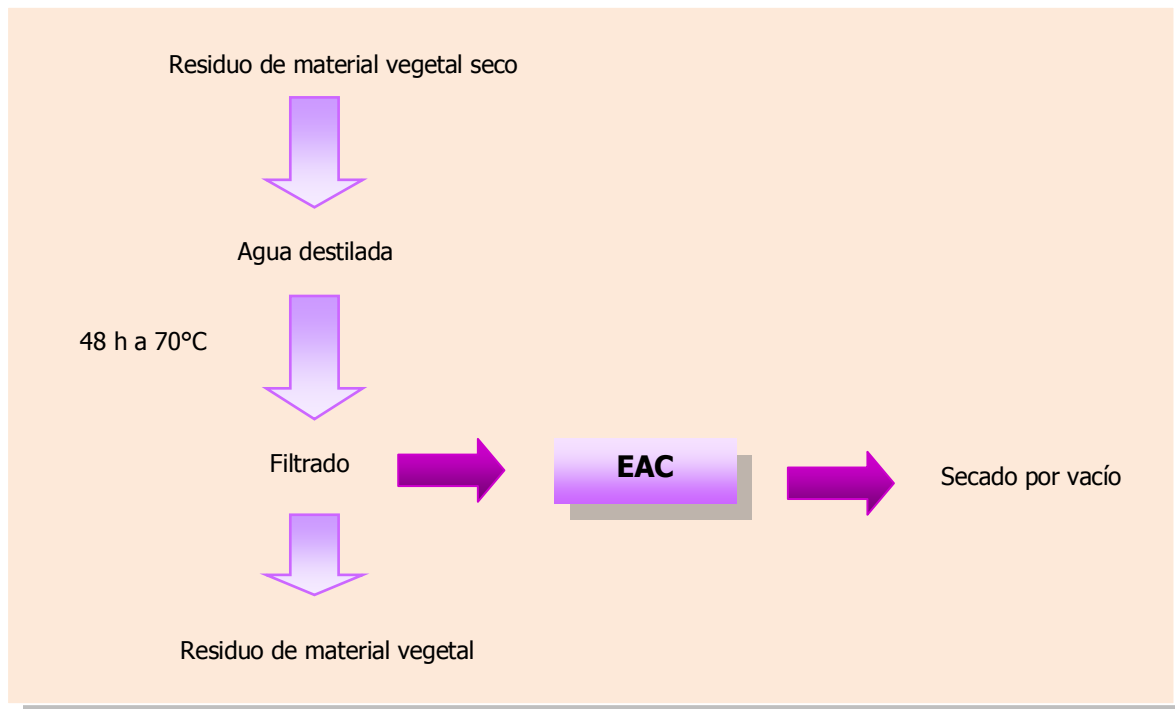 Residuo de material vegetal seco
Agua destilada
48 h a 70°C
Filtrado
EAC
Secado por vacío
Residuo de material vegetal